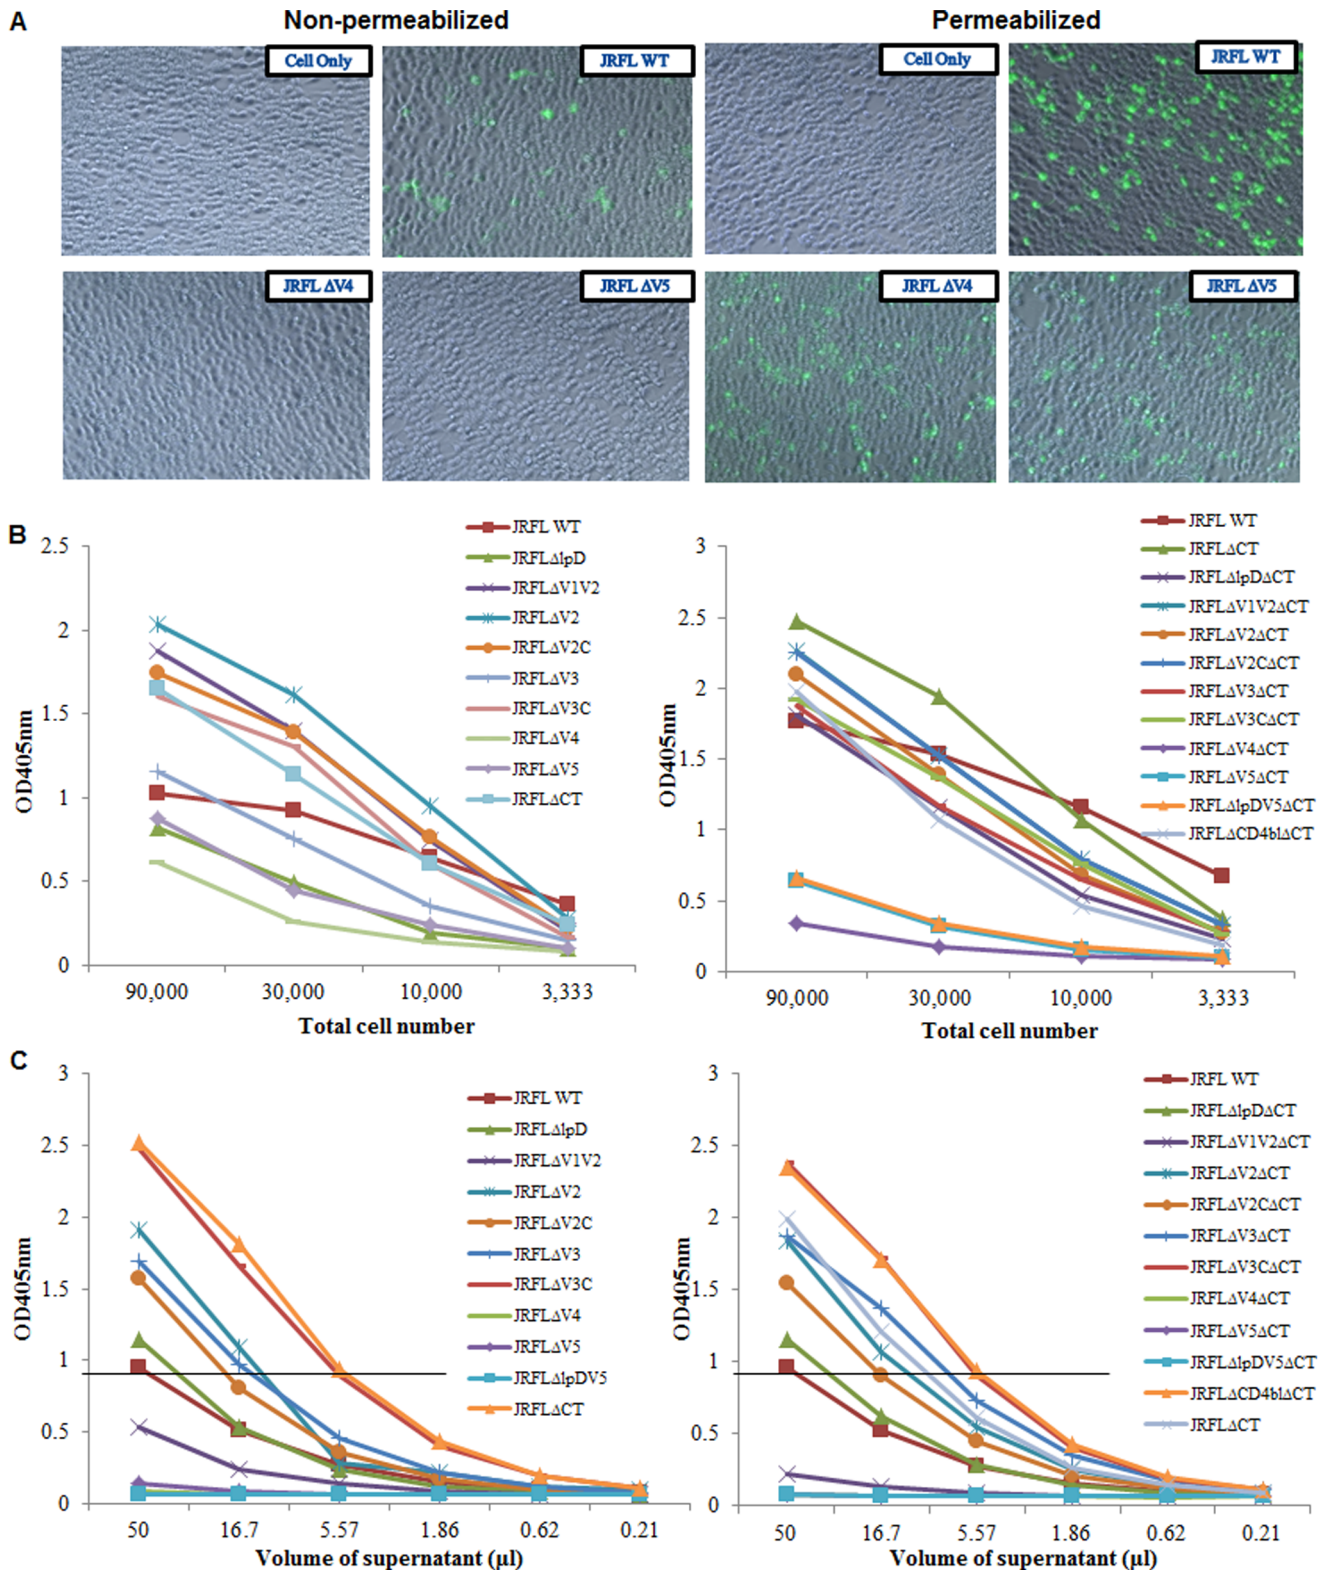 A
Non-permeabilized
Permeabilized
Cell Only
JRFL WT
Cell Only
JRFL WT
JRFL ΔV4
JRFL ΔV5
JRFL ΔV4
JRFL ΔV5
B
2.5
2
1.5
1
0.5
0
OD405nm
90,000
30,000
10,000
3,333
Total cell number
JRFL WT
JRFLΔlpD
JRFLΔV1V2
JRFLΔV2
JRFLΔV2C
JRFLΔV3
JRFLΔV3C
JRFLΔV4
JRFLΔV5
JRFLΔCT
3
2.5
2
1.5
1
0.5
0
OD405nm
90,000
30,000
10,000
3,333
Total cell number
JRFL WT
JRFLΔCT
JRFLΔlpDΔCT
JRFLΔV1V2ΔCT
JRFLΔV2ΔCT
JRFLΔV2CΔCT
JRFLΔV3ΔCT
JRFLΔV3CΔCT
JRFLΔV4ΔCT
JRFLΔV5ΔCT
JRFLΔlpDV5ΔCT
JRFLΔCD4blΔCT
C
3
2.5
2
1.5
1
0.5
0
OD405nm
50
16.7
5.57
1.86
0.62
0.21
Volume of supernatant (µl)
JRFL WT
JRFLΔlpD
JRFLΔV1V2
JRFLΔV2
JRFLΔV2C
JRFLΔV3
JRFLΔV3C
JRFLΔV4
JRFLΔV5
JRFLΔlpDV5
JRFLΔCT
3
2.5
2
1.5
1
0.5
0
OD405nm
50
16.7
5.57
1.86
0.62
0.21
Volume of supernatant (µl)
JRFL WT
JRFLΔlpDΔCT
JRFLΔV1V2ΔCT
JRFLΔV2ΔCT
JRFLΔV2CΔCT
JRFLΔV3ΔCT
JRFLΔV3CΔCT
JRFLΔV4ΔCT
JRFLΔV5ΔCT
JRFLΔlpDV5ΔCT
JRFLΔCD4blΔCT
JRFLΔCT